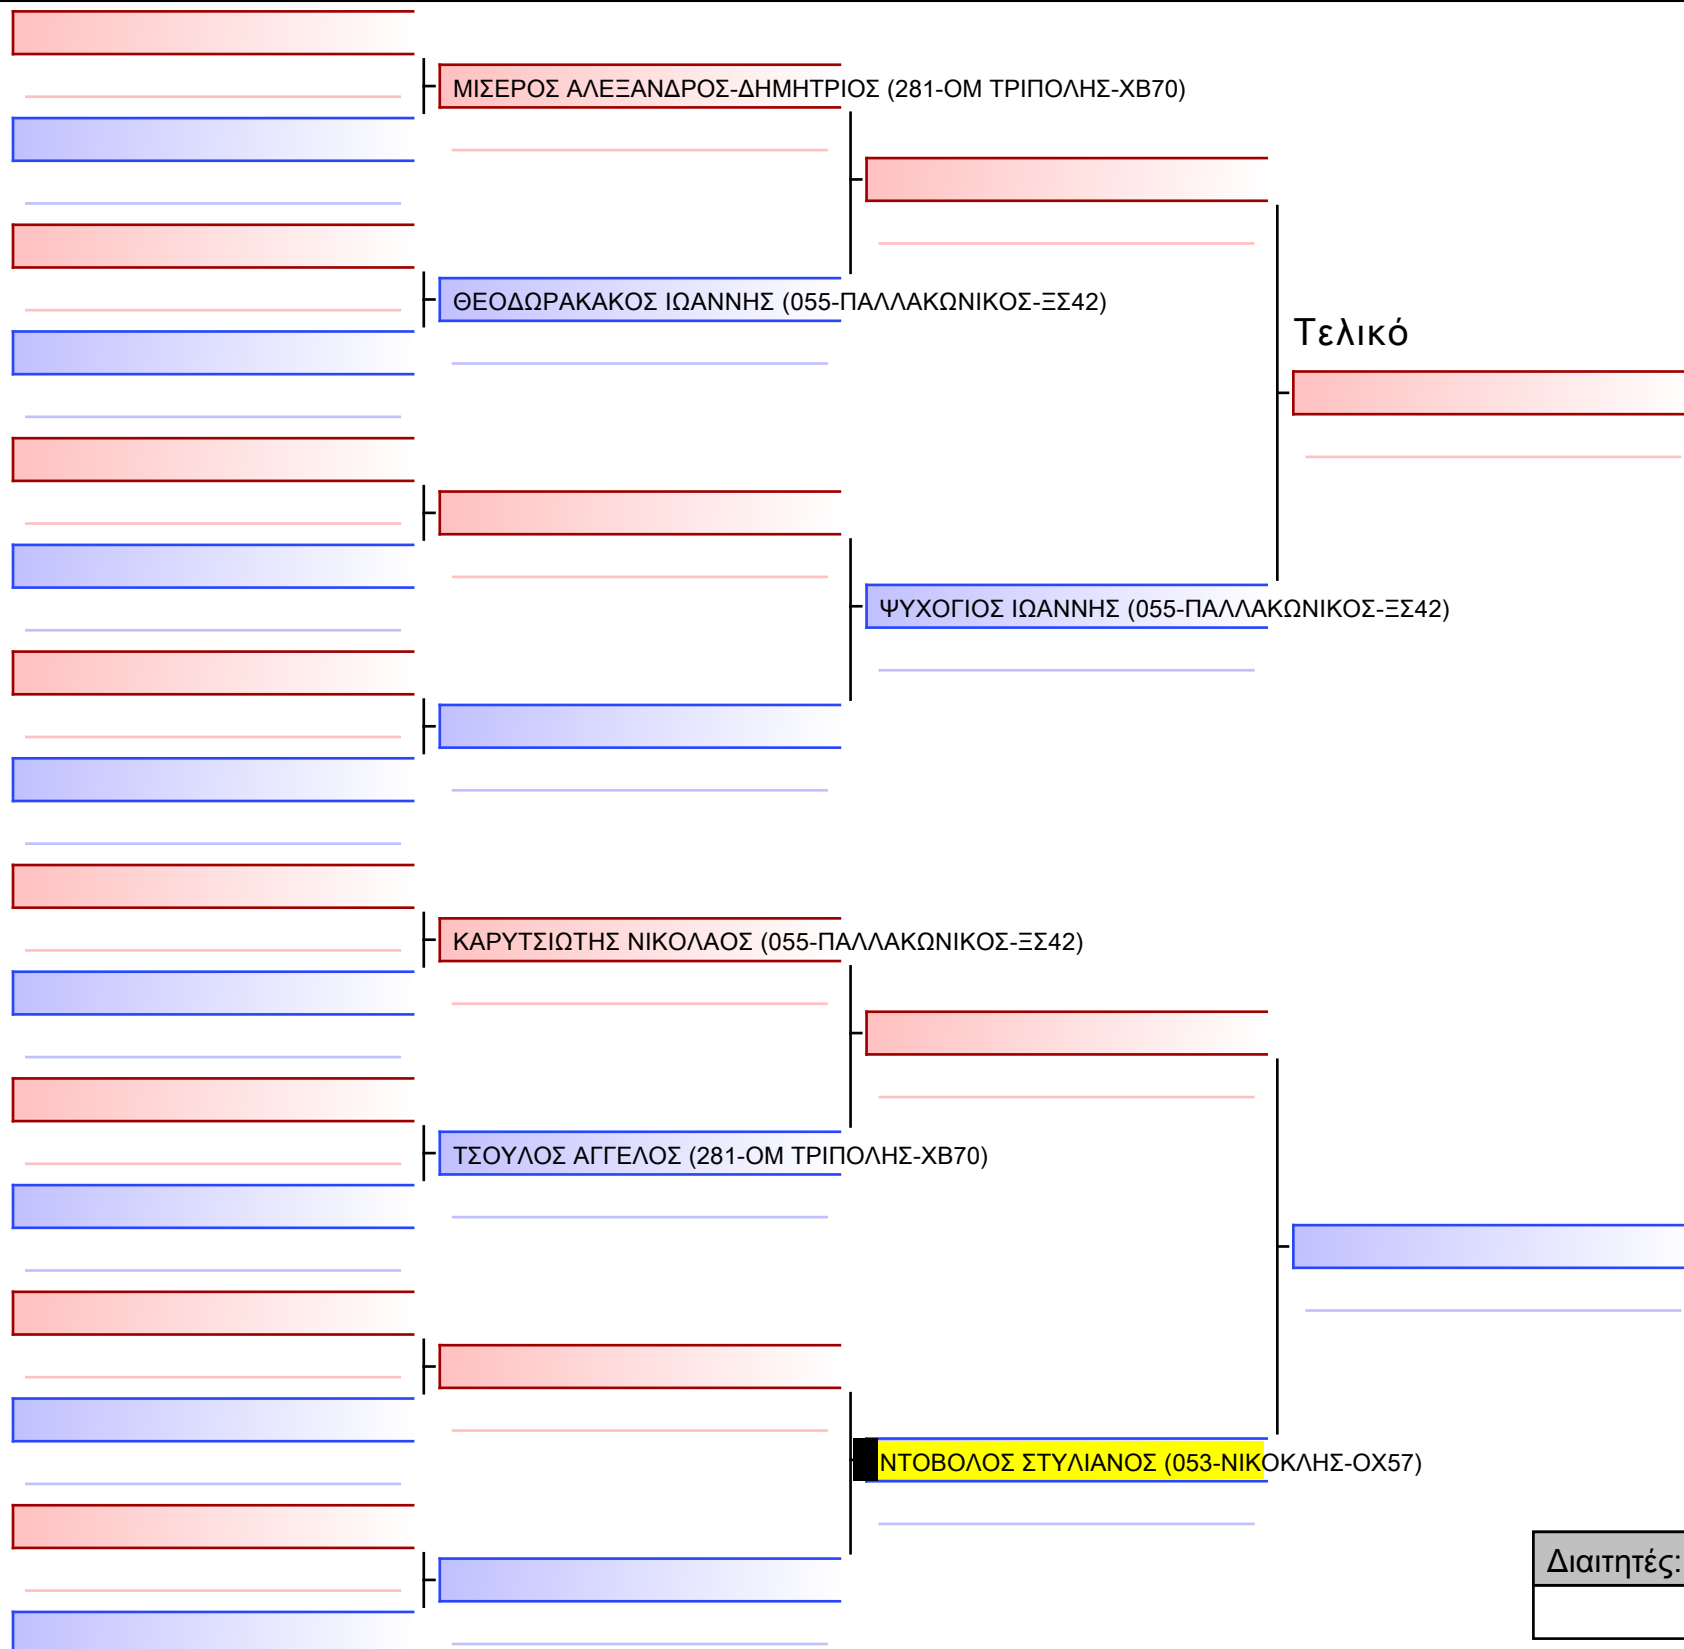 ΜΙΣΕΡΟΣ ΑΛΕΞΑΝΔΡΟΣ-ΔΗΜΗΤΡΙΟΣ (281-ΟΜ ΤΡΙΠΟΛΗΣ-ΧΒ70)
ΘΕΟΔΩΡΑΚΑΚΟΣ ΙΩΑΝΝΗΣ (055-ΠΑΛΛΑΚΩΝΙΚΟΣ-ΞΣ42)
Τελικό
ΨΥΧΟΓΙΟΣ ΙΩΑΝΝΗΣ (055-ΠΑΛΛΑΚΩΝΙΚΟΣ-ΞΣ42)
ΚΑΡΥΤΣΙΩΤΗΣ ΝΙΚΟΛΑΟΣ (055-ΠΑΛΛΑΚΩΝΙΚΟΣ-ΞΣ42)
ΤΣΟΥΛΟΣ ΑΓΓΕΛΟΣ (281-ΟΜ ΤΡΙΠΟΛΗΣ-ΧΒ70)
ΝΤΟΒΟΛΟΣ ΣΤΥΛΙΑΝΟΣ (053-ΝΙΚΟΚΛΗΣ-ΟΧ57)
Διαιτητές: